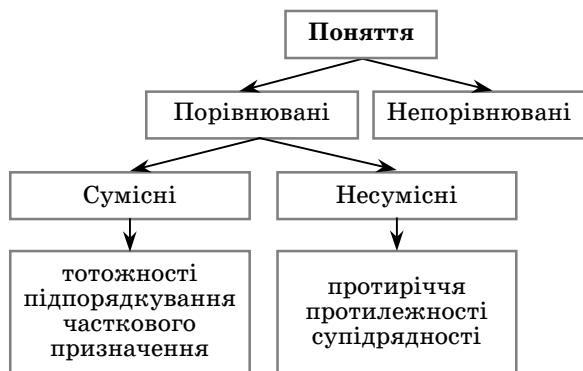 Поняття
Порівнювані
Непорівнювані
Сумісні
Несумісні
тотожності
підпорядкування
часткового
призначення
протиріччя
протилежності
супідрядності